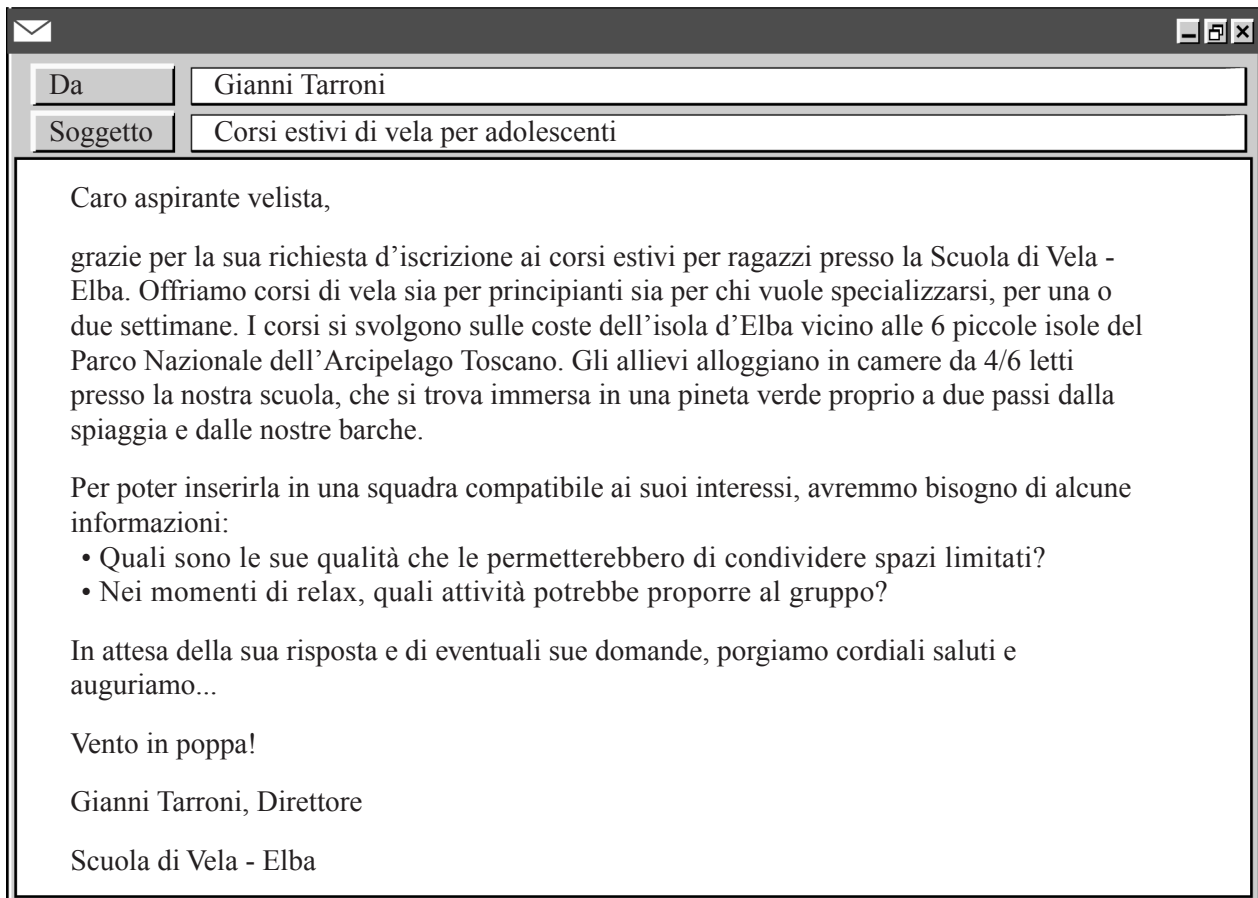 Da
Gianni Tarroni
Soggetto
Corsi estivi di vela per adolescenti
Caro aspirante velista,
grazie per la sua richiesta d’iscrizione ai corsi estivi per ragazzi presso la Scuola di Vela -
Elba. Offriamo corsi di vela sia per principianti sia per chi vuole specializzarsi, per una o
due settimane. I corsi si svolgono sulle coste dell’isola d’Elba vicino alle 6 piccole isole del
Parco Nazionale dell’Arcipelago Toscano. Gli allievi alloggiano in camere da 4/6 letti
presso la nostra scuola, che si trova immersa in una pineta verde proprio a due passi dalla
spiaggia e dalle nostre barche.
Per poter inserirla in una squadra compatibile ai suoi interessi, avremmo bisogno di alcune
informazioni:
• Quali sono le sue qualità che le permetterebbero di condividere spazi limitati?
• Nei momenti di relax, quali attività potrebbe proporre al gruppo?
In attesa della sua risposta e di eventuali sue domande, porgiamo cordiali saluti e
auguriamo...
Vento in poppa!
Gianni Tarroni, Direttore
Scuola di Vela - Elba